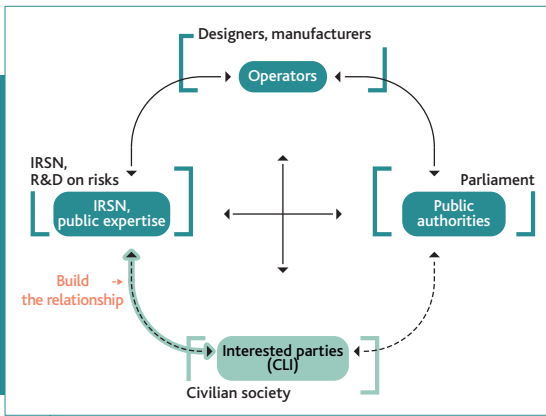 Designers, manufacturers
Operators
IRSN,
R&D on risks
IRSN,
public expertise
Parliament
Public
authorities
Build
the relationship
Interested parties
(CLI)
Civilian society